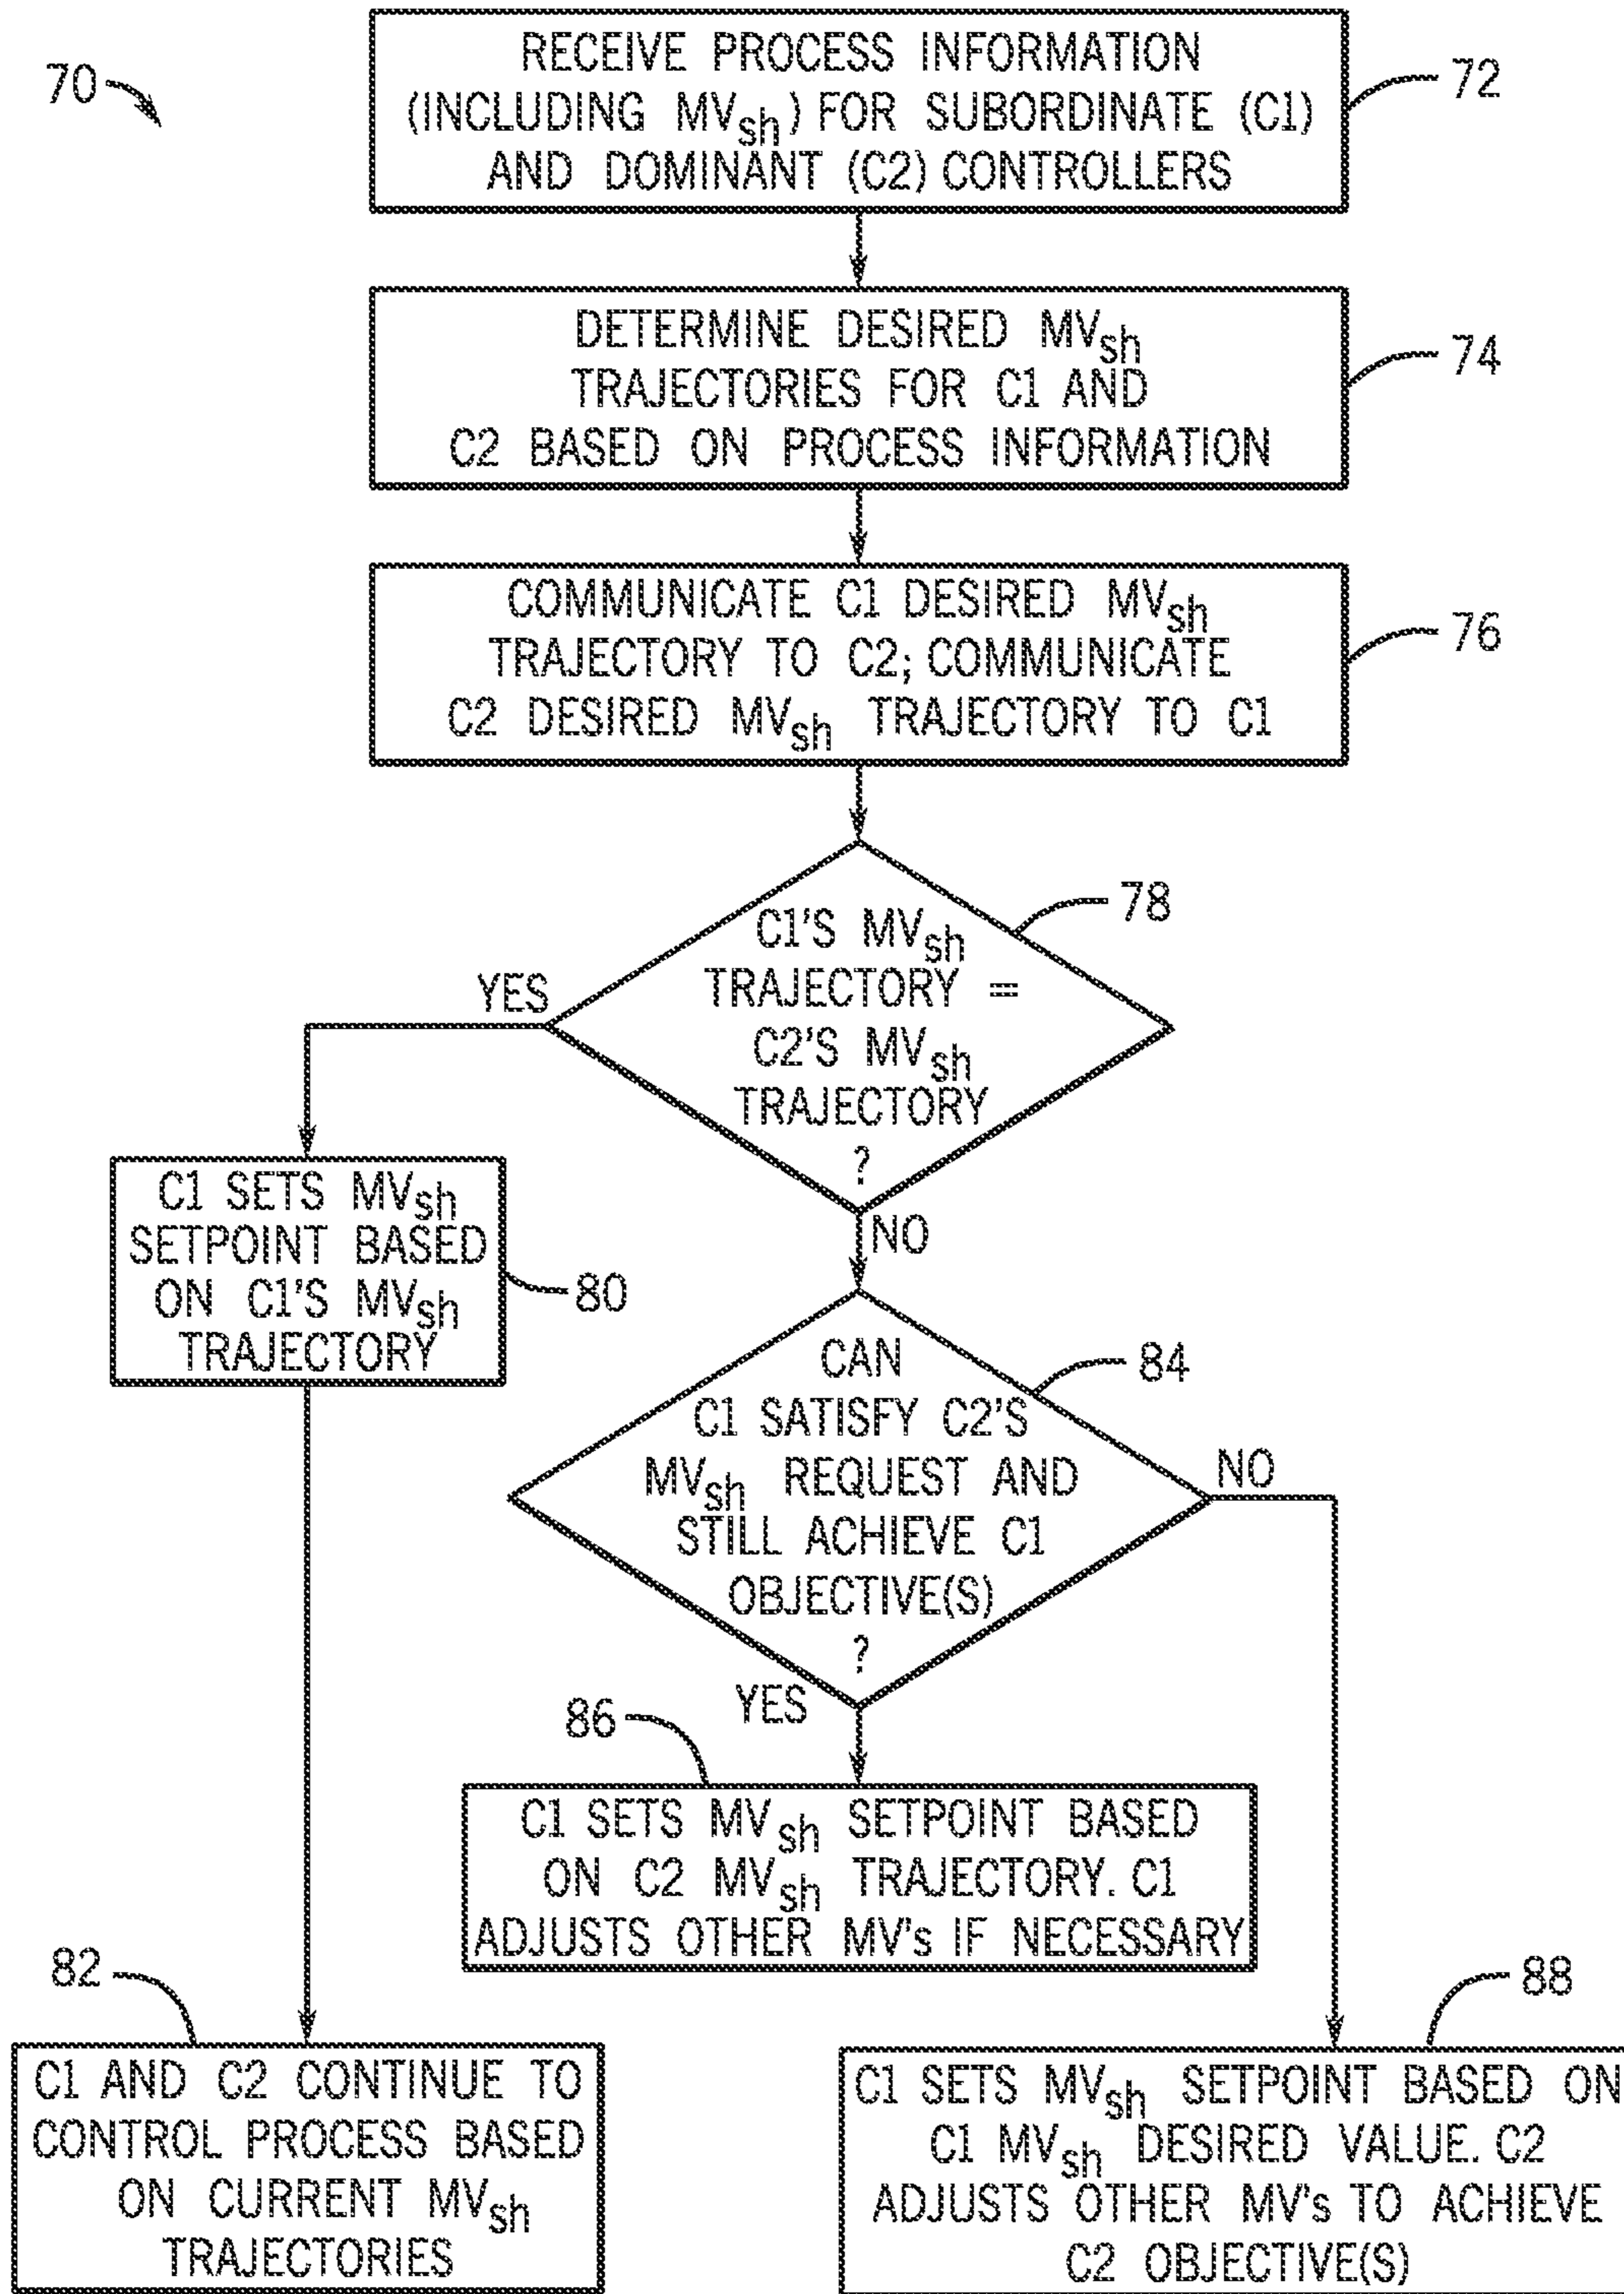 70
RECEIVE PROCESS INFORMATION
(INCLUDING MVsh) FOR SUBORDINATE (C1)
AND DOMINANT (C2) CONTROLLERS
72
DETERMINE DESIRED MVsh
TRAJECTORIES FOR C1 AND
C2 BASED ON PROCESS INFORMATION
74
COMMUNICATE C1 DESIRED MVsh
TRAJECTORY TO C2; COMMUNICATE
C2 DESIRED MVsh TRAJECTORY TO C1
76
C1'S MVsh
TRAJECTORY =
C2'S MVsh
TRAJECTORY
?
78
YES
NO
C1 SETS MVsh
SETPOINT BASED
ON C1'S MVsh
TRAJECTORY
80
CAN
C1 SATISFY C2'S
MVsh REQUEST AND
STILL ACHIEVE C1
OBJECTIVE(S)
?
84
NO
YES
86
C1 SETS MVsh SETPOINT BASED
ON C2 MVsh TRAJECTORY. C1
ADJUSTS OTHER MV's IF NECESSARY
82
C1 AND C2 CONTINUE TO
CONTROL PROCESS BASED
ON CURRENT MVsh
TRAJECTORIES
88
C1 SETS MVsh SETPOINT BASED ON
C1 MVsh DESIRED VALUE. C2
ADJUSTS OTHER MV's TO ACHIEVE
C2 OBJECTIVE(S)